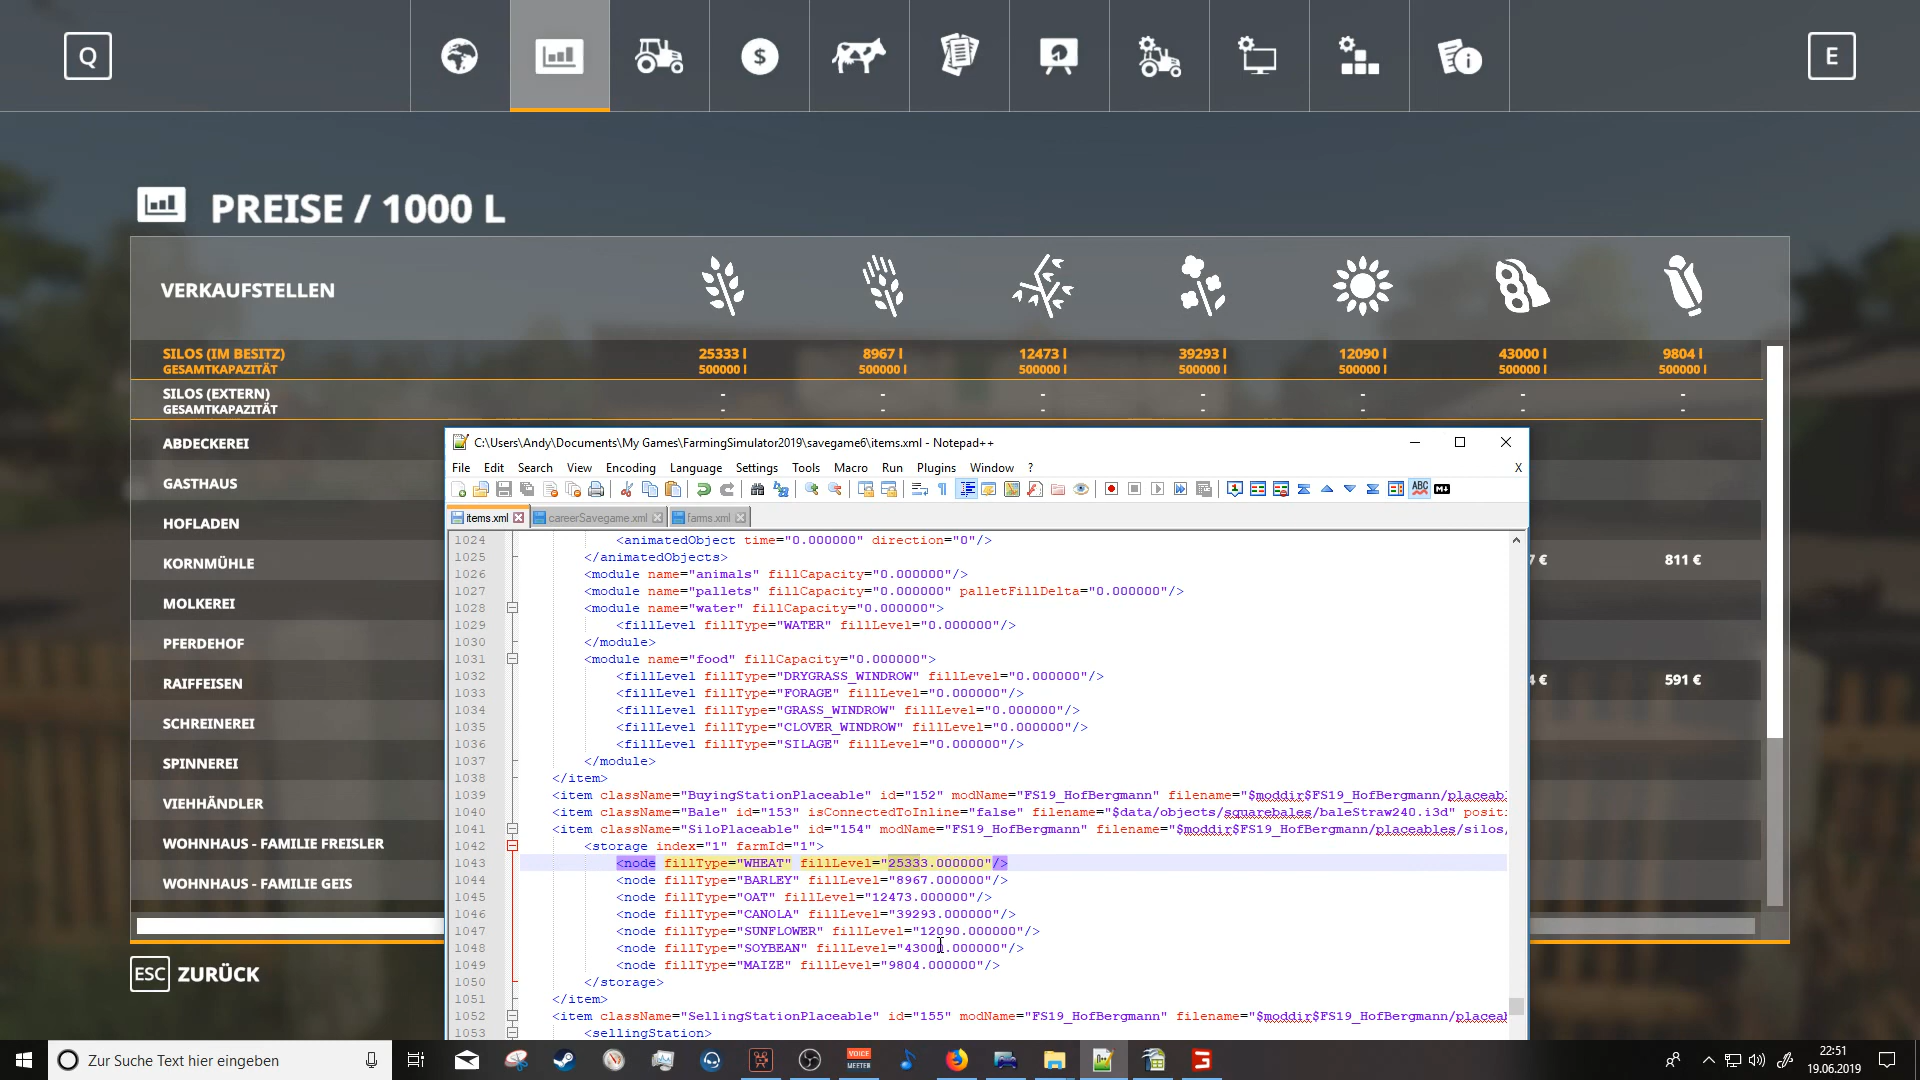 Q
E
PREISE / 1000 L
VERKAUFSTELLEN
SILOS (IM BESITZ) 25333 l 8967 l 12473 l 39293 l 12090 l 43000 l 9804 l
GESAMTKAPAZITÄT 500000 l 500000 l 500000 l 500000 l 500000 l 500000 l 500000 l
SILOS (EXTERN) - - - - - - -
GESAMTKAPAZITÄT - - - - - - -
ABDECKEREI
GASTHAUS
HOFLADEN
KORNMÜHLE 7 € 811 €
MOLKEREI
PFERDEHOF
RAIFFEISEN 4 € 591 €
SCHREINEREI
SPINNEREI
VIEHHÄNDLER
WOHNHAUS - FAMILIE FREISLER
WOHNHAUS - FAMILIE GEIS
ESC ZURÜCK
C:\Users\Andy\Documents\My Games\FarmingSimulator2019\savegame6\items.xml - Notepad++
File Edit Search View Encoding Language Settings Tools Macro Run Plugins Window ? X
items.xml careerSavegame.xml farms.xml
1024 <animatedObject time="0.000000" direction="0"/>
1025 </animatedObjects>
1026 <module name="animals" fillCapacity="0.000000"/>
1027 <module name="pallets" fillCapacity="0.000000" palletFillDelta="0.000000"/>
1028 <module name="water" fillCapacity="0.000000">
1029 <fillLevel fillType="WATER" fillLevel="0.000000"/>
1030 </module>
1031 <module name="food" fillCapacity="0.000000">
1032 <fillLevel fillType="DRYGRASS_WINDROW" fillLevel="0.000000"/>
1033 <fillLevel fillType="FORAGE" fillLevel="0.000000"/>
1034 <fillLevel fillType="GRASS_WINDROW" fillLevel="0.000000"/>
1035 <fillLevel fillType="CLOVER_WINDROW" fillLevel="0.000000"/>
1036 <fillLevel fillType="SILAGE" fillLevel="0.000000"/>
1037 </module>
1038 </item>
1039 <item className="BuyingStationPlaceable" id="152" modName="FS19_HofBergmann" filename="$moddir$FS19_HofBergmann/placeabl
1040 <item className="Bale" id="153" isConnectedToInline="false" filename="$data/objects/squarebales/baleStraw240.i3d" positi
1041 <item className="SiloPlaceable" id="154" modName="FS19_HofBergmann" filename="$moddir$FS19_HofBergmann/placeables/silos/
1042 <storage index="1" farmId="1">
1043 <node fillType="WHEAT" fillLevel="25333.000000"/>
1044 <node fillType="BARLEY" fillLevel="8967.000000"/>
1045 <node fillType="OAT" fillLevel="12473.000000"/>
1046 <node fillType="CANOLA" fillLevel="39293.000000"/>
1047 <node fillType="SUNFLOWER" fillLevel="12090.000000"/>
1048 <node fillType="SOYBEAN" fillLevel="43000.000000"/>
1049 <node fillType="MAIZE" fillLevel="9804.000000"/>
1050 </storage>
1051 </item>
1052 <item className="SellingStationPlaceable" id="155" modName="FS19_HofBergmann" filename="$moddir$FS19_HofBergmann/placeabl
1053 <sellingStation>
Zur Suche Text hier eingeben
VOICE
MEETER
22:51
19.06.2019